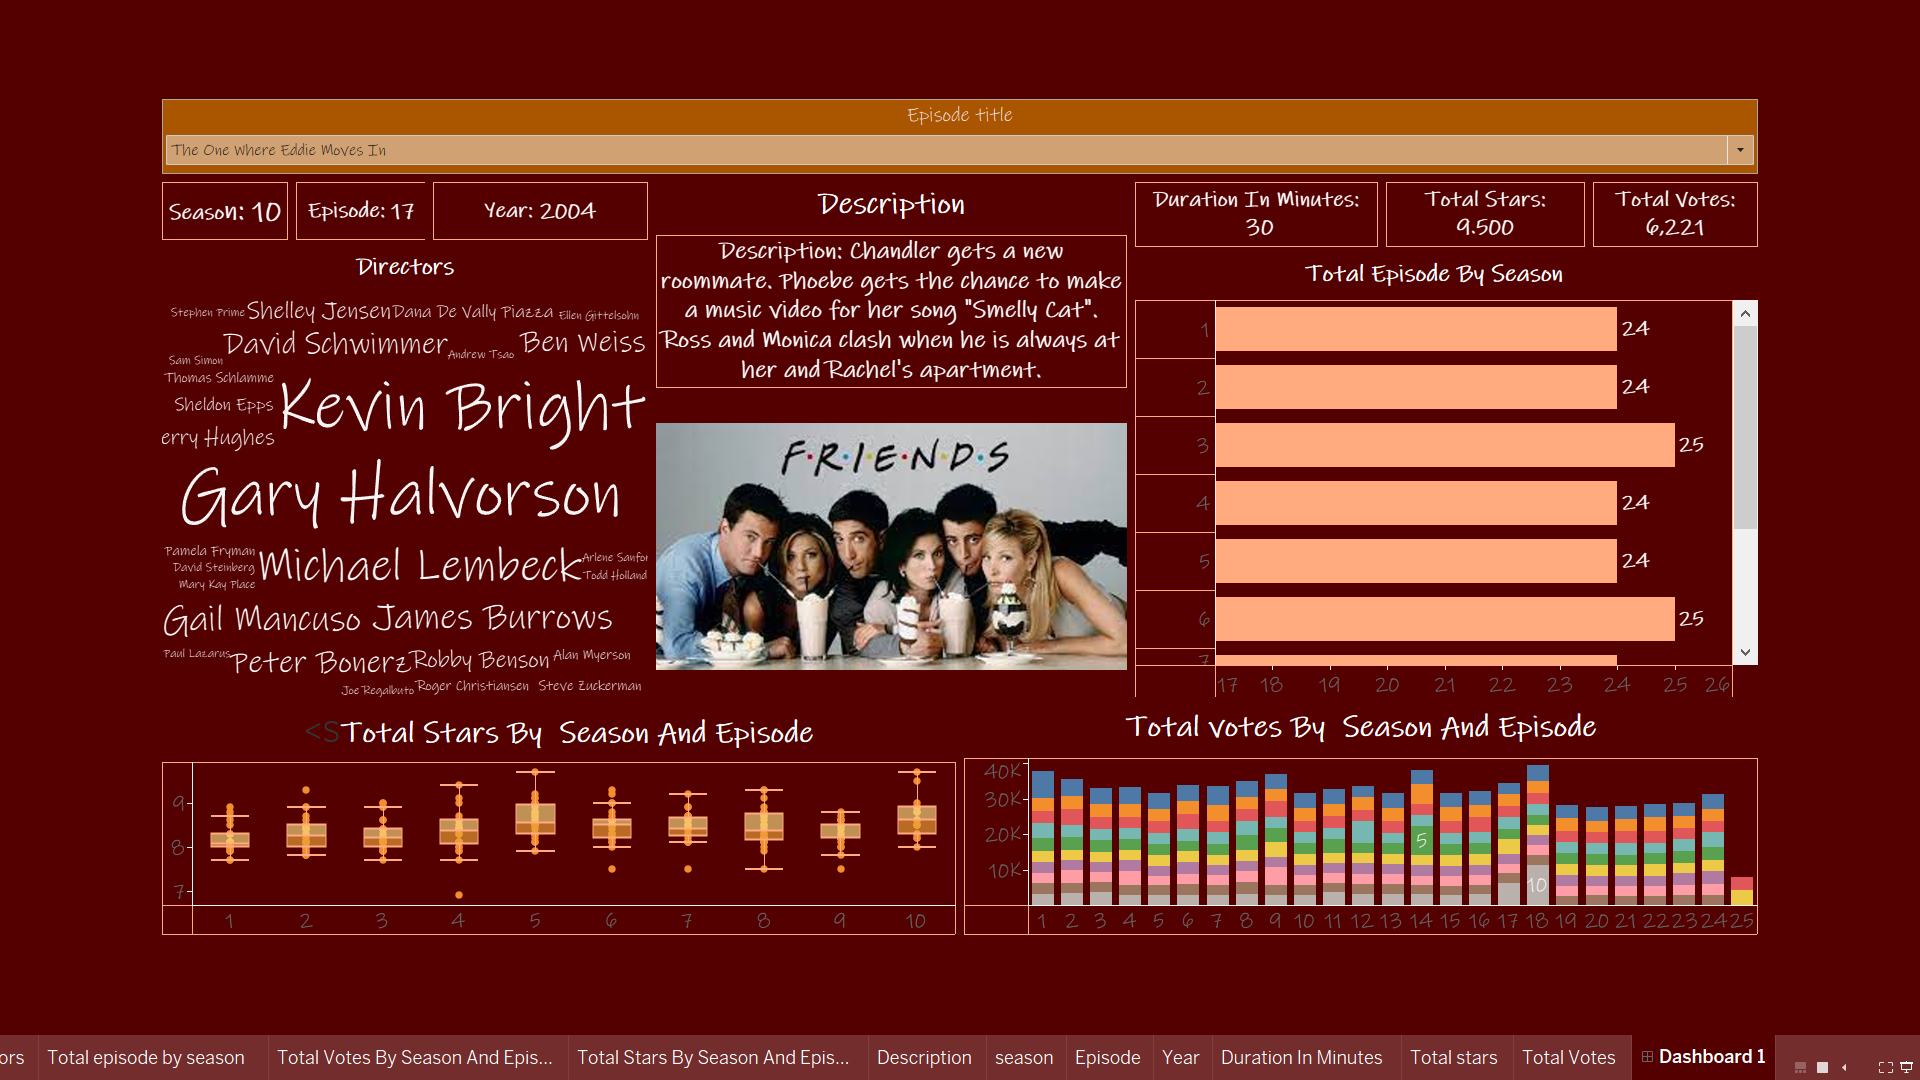 Episode title
The One Where Eddie Moves In
Season: 10
Episode: 17
Year: 2004
Description
Duration In Minutes:
30
Total Stars:
9.500
Total Votes:
6,221
Description: Chandler gets a new
roommate. Phoebe gets the chance to make
a music video for her song "Smelly Cat".
Ross and Monica clash when he is always at
her and Rachel's apartment.
Directors
Stephen Prime Shelley Jensen Dana De Vally Piazza Ellen Gittelsohn
David Schwimmer Andrew Tsao Ben Weiss
Sam Simon
Thomas Schlamme
Sheldon Epps Kevin Bright
erry Hughes
Gary Halvorson
Pamela Fryman
David Steinberg
Mary Kay Place
Michael Lembeck
Arlene Sanfor
Todd Holland
Gail Mancuso James Burrows
Paul Lazarus Peter Bonerz Robby Benson Alan Myerson
Joe Regalbuto Roger Christiansen Steve Zuckerman
F•R•I•E•N•D•S
Total Episode By Season
1 24
2 24
3 25
4 24
5 24
6 25
7
17 18 19 20 21 22 23 24 25 26
<STotal Stars By Season And Episode
9
8
7
1 2 3 4 5 6 7 8 9 10
Total votes By Season And Episode
40K
30K
20K
10K
5
10
1 2 3 4 5 6 7 8 9 10 11 12 13 14 15 16 17 18 19 20 21 22 23 24 25
ors
Total episode by season
Total Votes By Season And Epis...
Total Stars By Season And Epis...
Description
season
Episode
Year
Duration In Minutes
Total stars
Total Votes
Dashboard 1